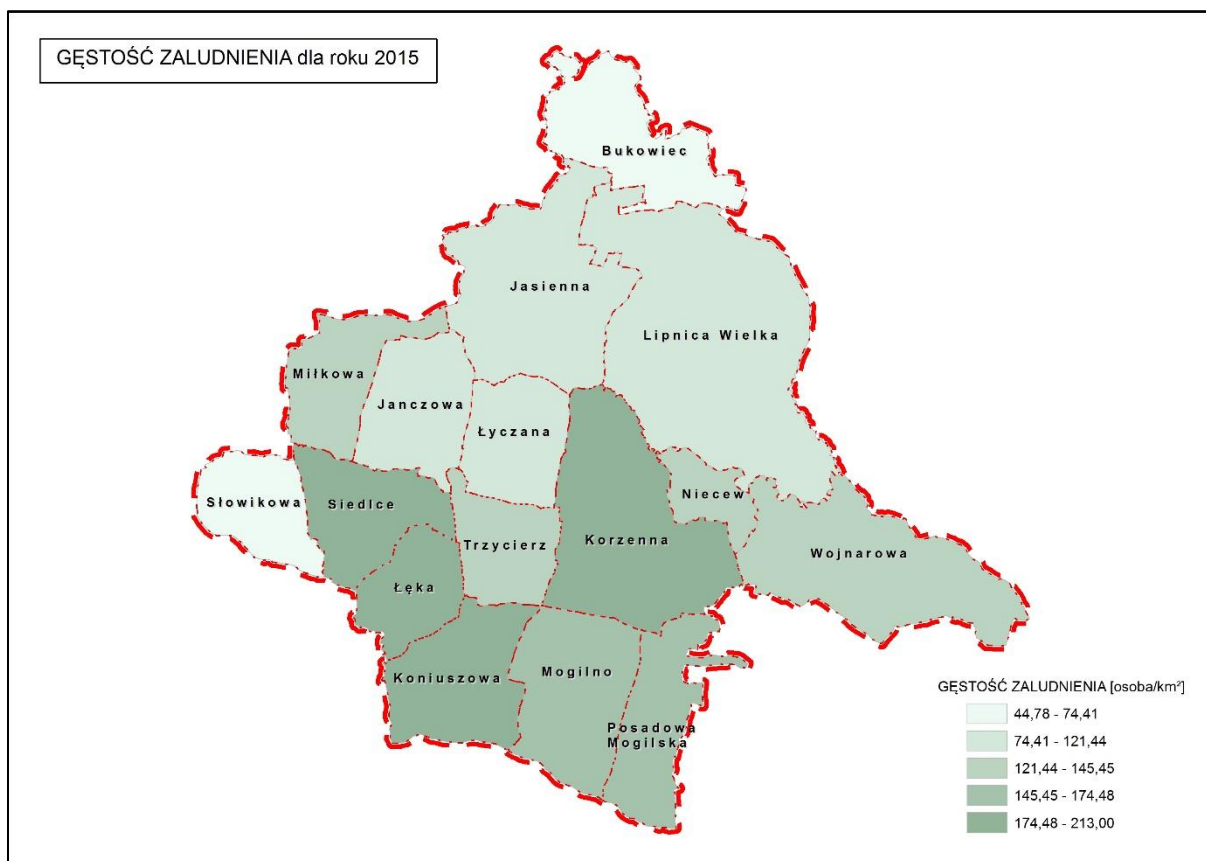 GĘSTOŚĆ ZALUDNIENIA dla roku 2015
Bukowiec
Jasienna
Lipnica Wielka
Miłkowa
Janczowa
Łyczana
Słowikowa
Siedlce
Niecew
Trzycierz
Korzenna
Wojnarowa
Łęka
Koniuszowa
Mogilno
Posadowa
Mogilska
GĘSTOŚĆ ZALUDNIENIA [osoba/km²]
44,78 - 74,41
74,41 - 121,44
121,44 - 145,45
145,45 - 174,48
174,48 - 213,00